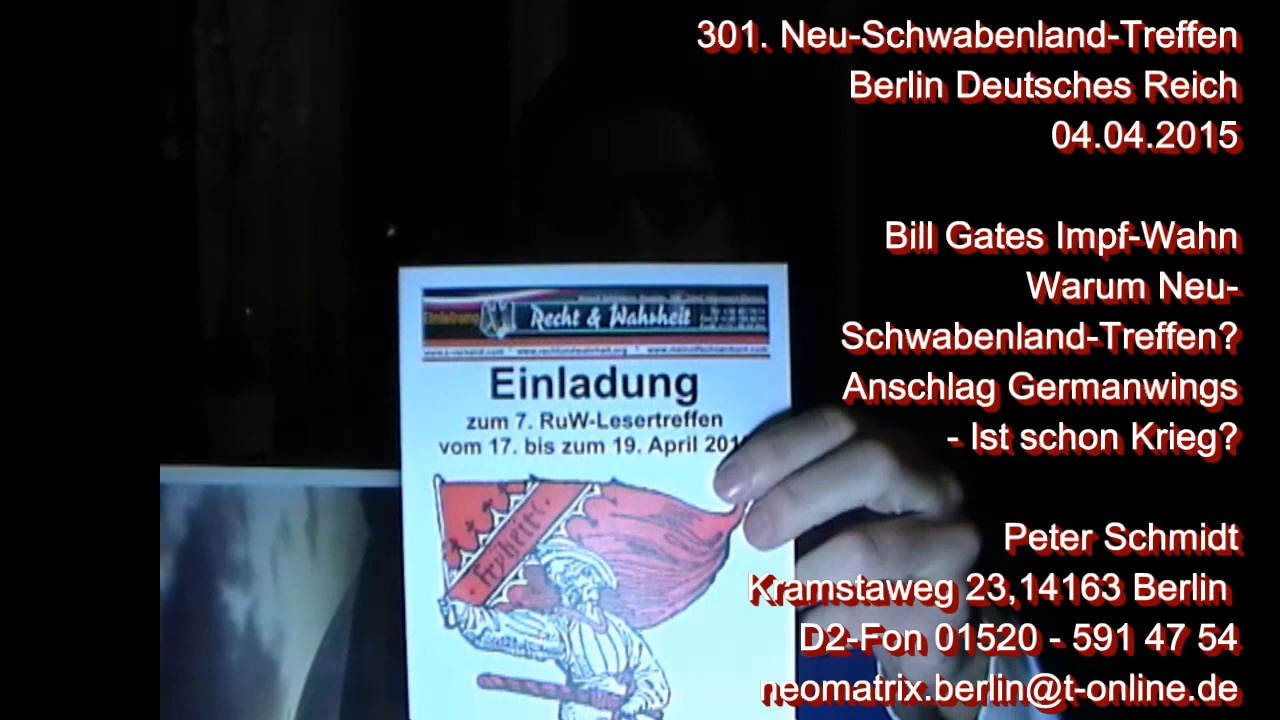 301. Neu-Schwabenland-Treffen
Berlin Deutsches Reich
04.04.2015
Bill Gates Impf-Wahn
Warum Neu-
Schwabenland-Treffen?
Anschlag Germanwings
- Ist schon Krieg?
Peter Schmidt
Kramstaweg 23,14163 Berlin
D2-Fon 01520 - 591 47 54
neomatrix.berlin@t-online.de
Einladung
Recht & Wahrheit
Einladung
zum 7. RuW-Lesertreffen
vom 17. bis zum 19. April
Fryheit